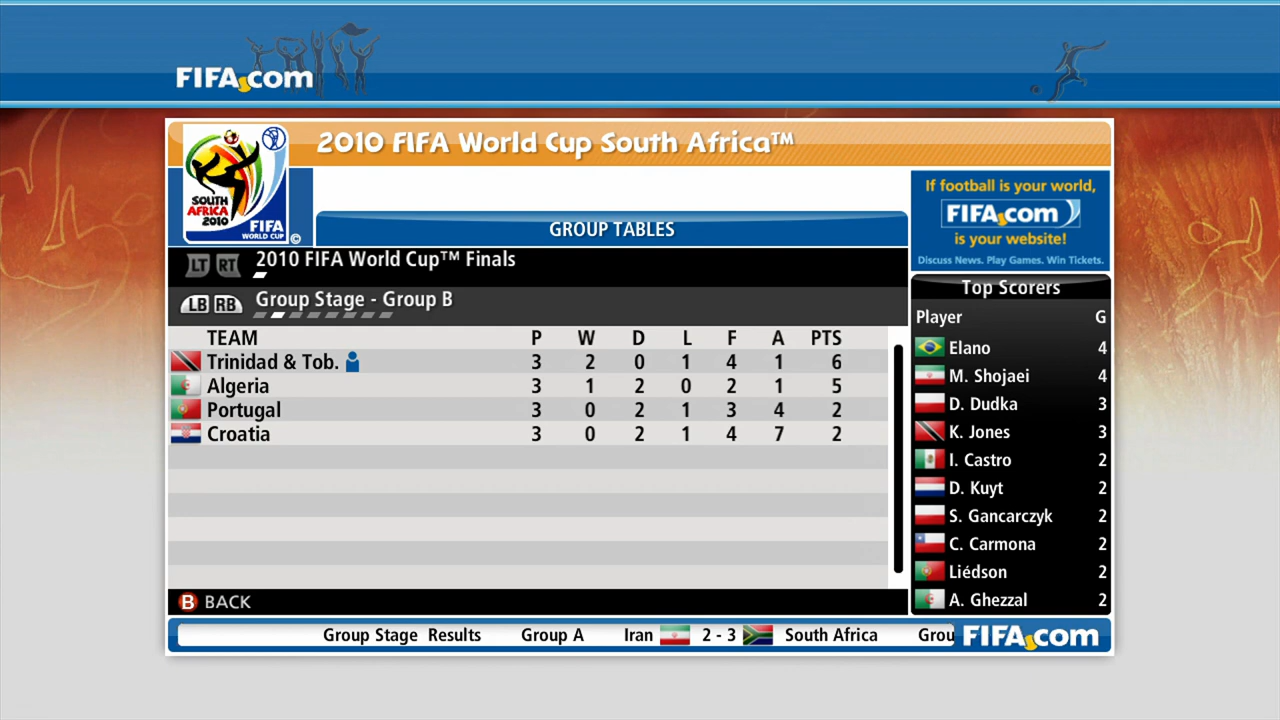 FIFA.com
2010 FIFA World Cup South Africa™
SOUTH
AFRICA
2010
FIFA
WORLD CUP
©
GROUP TABLES
LT RT 2010 FIFA World Cup™ Finals
LB RB Group Stage - Group B
TEAM P W D L F A PTS
Trinidad & Tob. 3 2 0 1 4 1 6
Algeria 3 1 2 0 2 1 5
Portugal 3 0 2 1 3 4 2
Croatia 3 0 2 1 4 7 2
B BACK
If football is your world,
FIFA.com
is your website!
Discuss News. Play Games. Win Tickets.
Top Scorers
Player G
Elano 4
M. Shojaei 4
D. Dudka 3
K. Jones 3
I. Castro 2
D. Kuyt 2
S. Gancarczyk 2
C. Carmona 2
Liédson 2
A. Ghezzal 2
Group Stage Results Group A Iran 2 - 3 South Africa Grou
FIFA.com